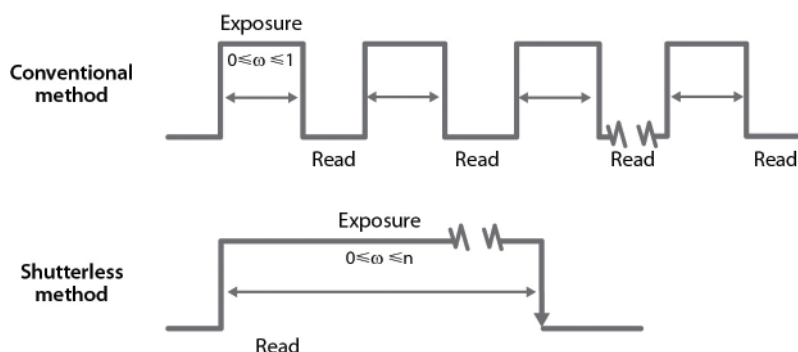 Exposure
0≤ω ≤1
Conventional
method
Read
Read
Read
Read
Exposure
0≤ω ≤n
Shutterless
method
Read